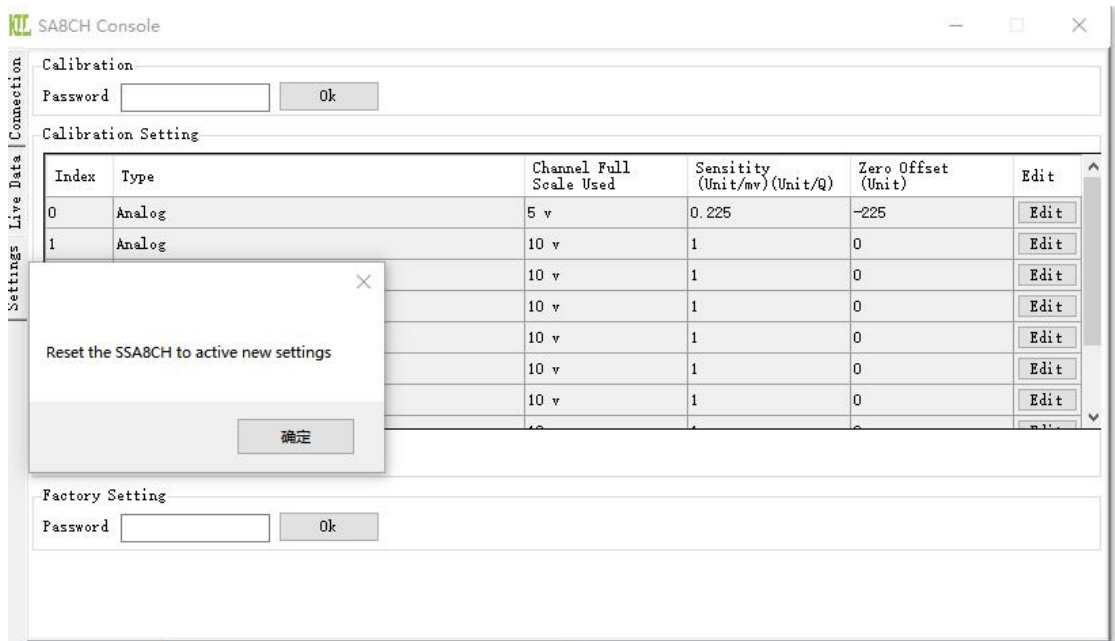 SA8CH Console
Connection
Live Data
Settings
Calibration
Password
Ok
Calibration Setting
Index Type Channel Full Scale Used Sensitity (Unit/mv)(Unit/Q) Zero Offset (Unit) Edit
0 Analog 5 v 0.225 -225 Edit
1 Analog 10 v 1 0 Edit
10 v 1 0 Edit
10 v 1 0 Edit
10 v 1 0 Edit
10 v 1 0 Edit
10 v 1 0 Edit
Reset the SSA8CH to active new settings
确定
Factory Setting
Password
Ok